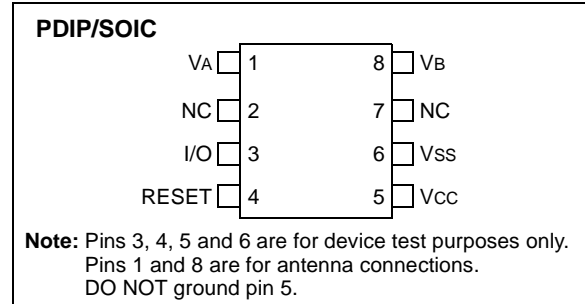 PDIP/SOIC
VA 1 8 VB
NC 2 7 NC
I/O 3 6 VSS
RESET 4 5 VCC
Note: Pins 3, 4, 5 and 6 are for device test purposes only.
Pins 1 and 8 are for antenna connections.
DO NOT ground pin 5.